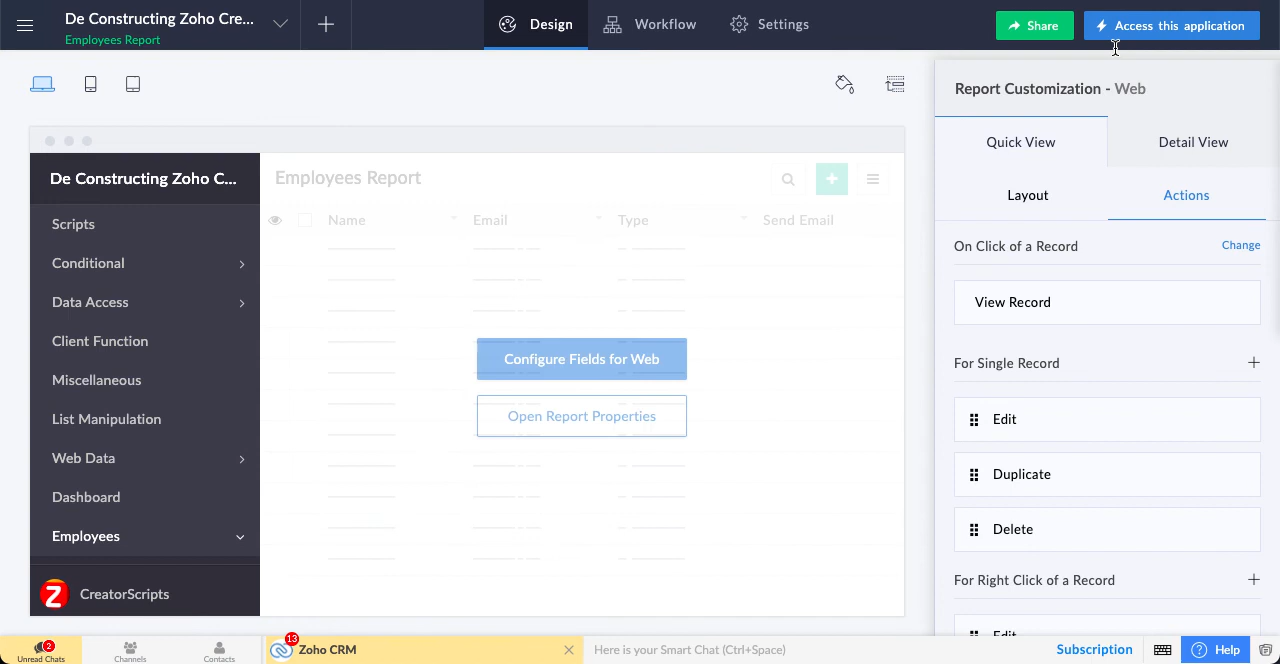 De Constructing Zoho Cre...
Employees Report
Design
Workflow
Settings
Share
Access this application
Report Customization - Web
Quick View
Detail View
Layout
Actions
On Click of a Record
Change
View Record
For Single Record
Edit
Duplicate
Delete
For Right Click of a Record
Edit
De Constructing Zoho C...
Scripts
Conditional
Data Access
Client Function
Miscellaneous
List Manipulation
Web Data
Dashboard
Employees
Z CreatorScripts
Employees Report
Name
Email
Type
Send Email
Configure Fields for Web
Open Report Properties
2
Unread Chats
Channels
Contacts
13
Zoho CRM
Here is your Smart Chat (Ctrl+Space)
Subscription
Help